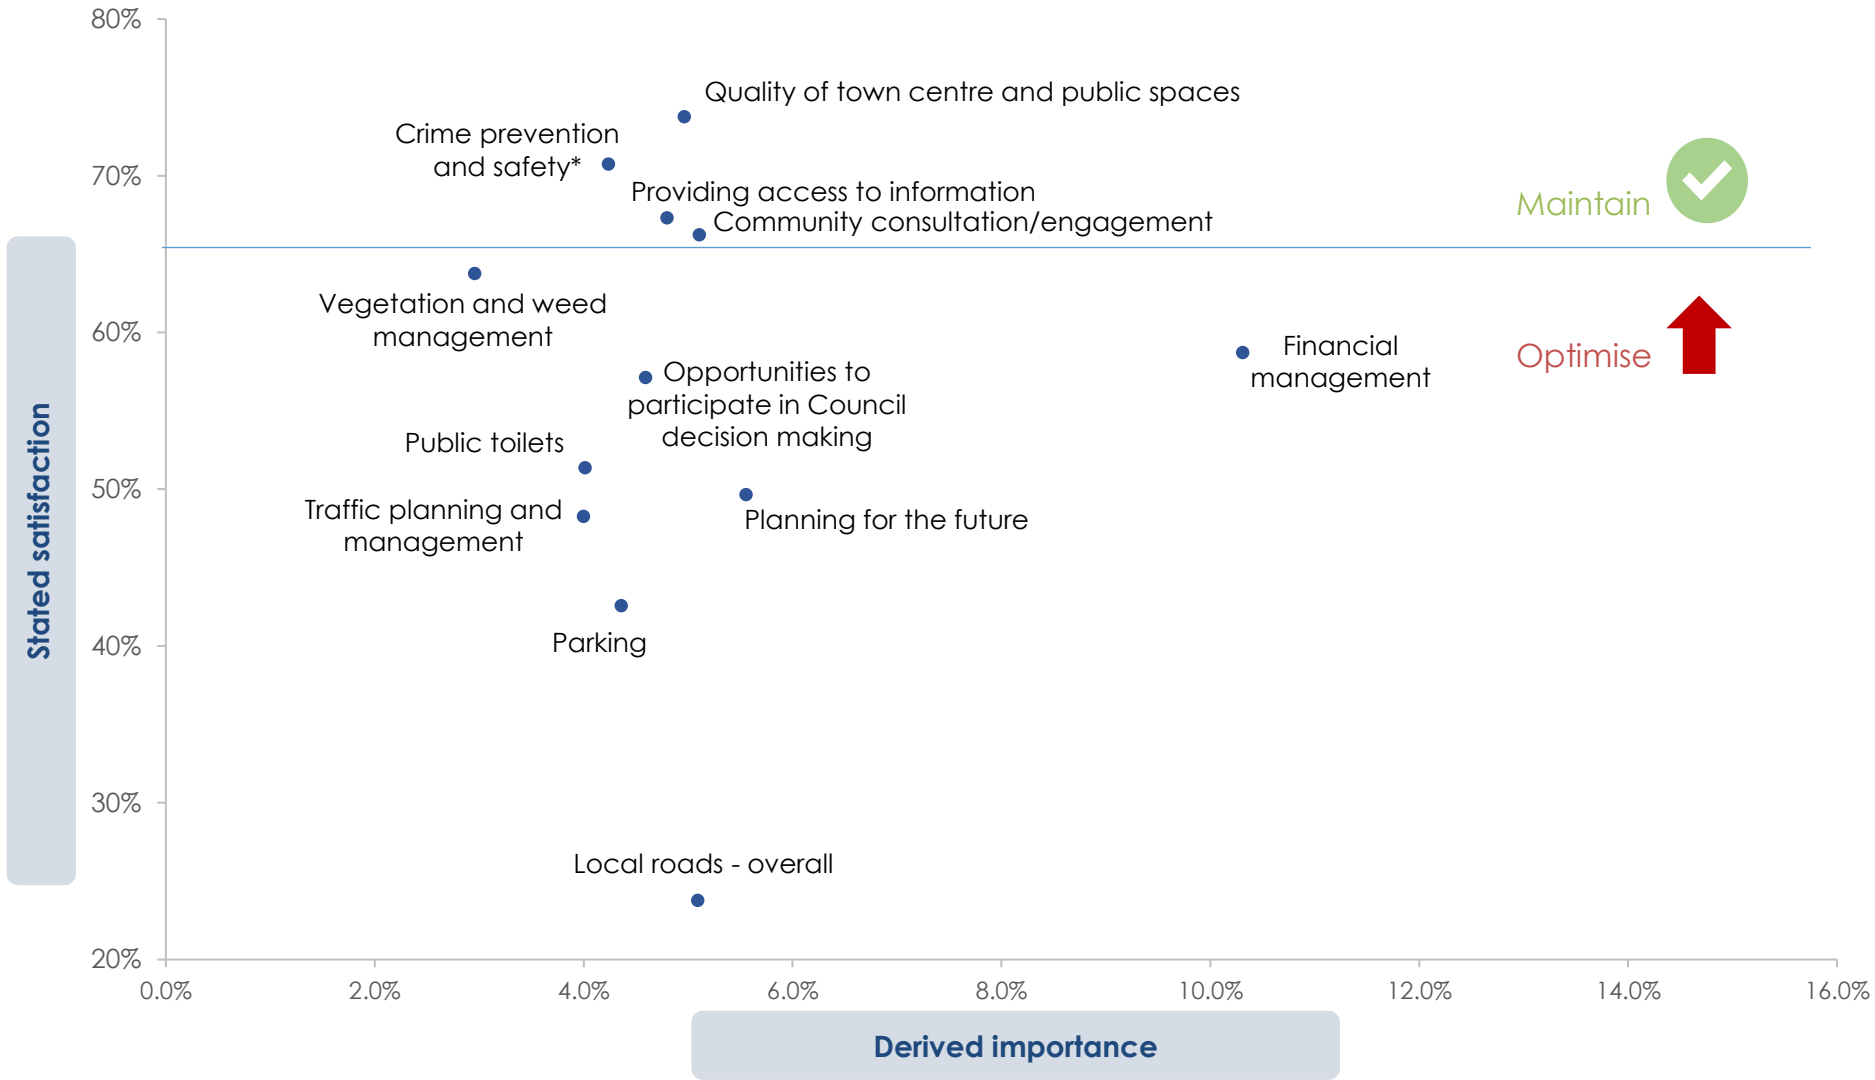 80%
Quality of town centre and public spaces
Crime prevention
and safety*
70%
Providing access to information
Community consultation/engagement
Maintain
Vegetation and weed
management
60%
Financial
management
Optimise
Opportunities to
participate in Council
decision making
Public toilets
50%
Traffic planning and
management
Planning for the future
Stated satisfaction
40%
Parking
30%
Local roads - overall
20%
0.0%
2.0%
4.0%
6.0%
8.0%
10.0%
12.0%
14.0%
16.0%
Derived importance